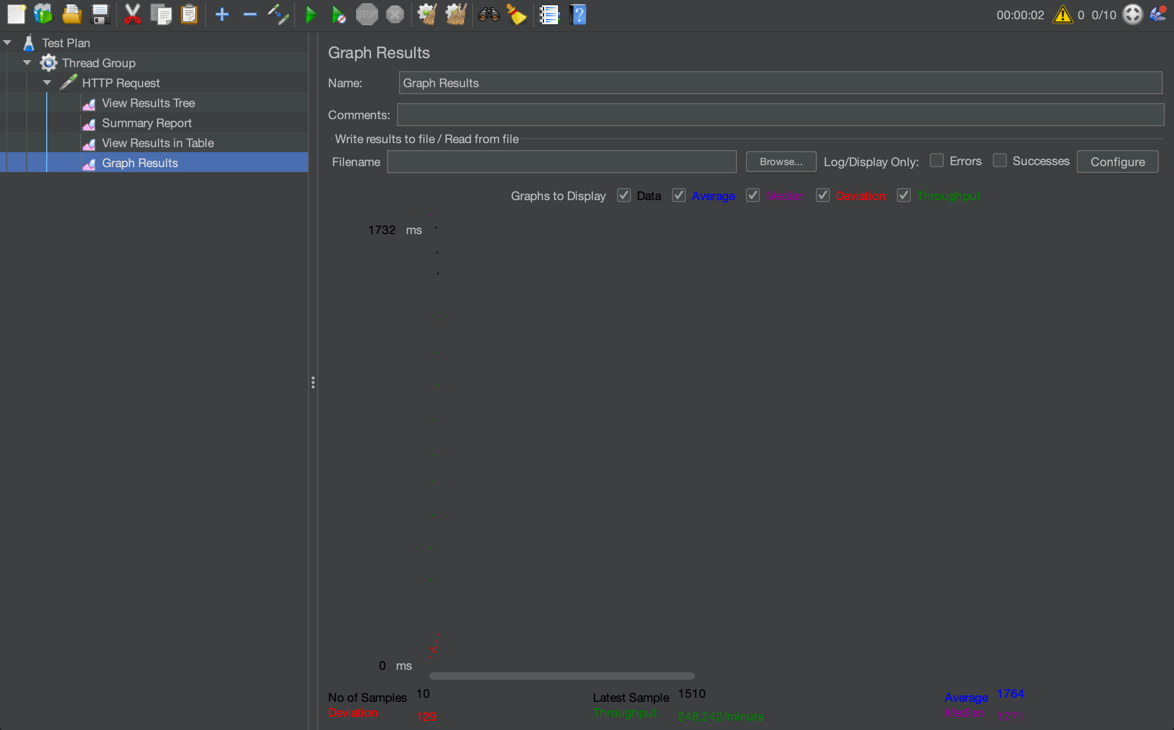 STOP
00:00:02 0 0/10
Test Plan
Thread Group
HTTP Request
View Results Tree
Summary Report
View Results in Table
Graph Results
Graph Results
Name: Graph Results
Comments:
Write results to file / Read from file
Filename Browse... Log/Display Only: Errors Successes Configure
Graphs to Display Data Average Median Deviation Throughput
1732 ms
0 ms
No of Samples 10 Latest Sample 1510 Average 1764
Deviation 129 Throughput 248.242/minute Median